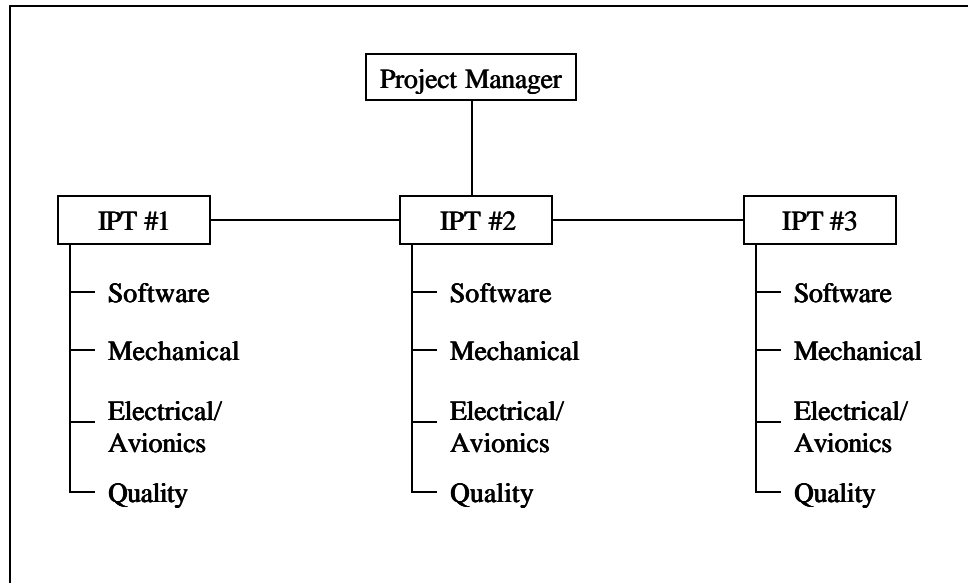 Project Manager
IPT #1
IPT #2
IPT #3
Software
Mechanical
Electrical/
Avionics
Quality
Software
Mechanical
Electrical/
Avionics
Quality
Software
Mechanical
Electrical/
Avionics
Quality